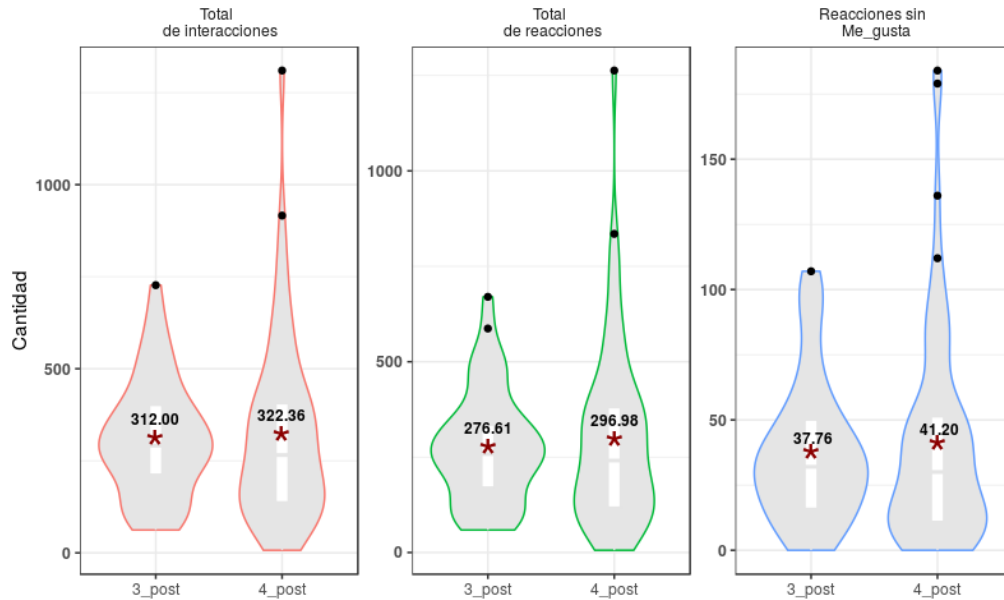 Total
de interacciones
Total
de reacciones
Reacciones sin
Me_gusta
Cantidad
1000
500
0
312.00
322.36
3_post
4_post
1000
500
0
276.61
296.98
3_post
4_post
150
100
50
0
37.76
41.20
3_post
4_post